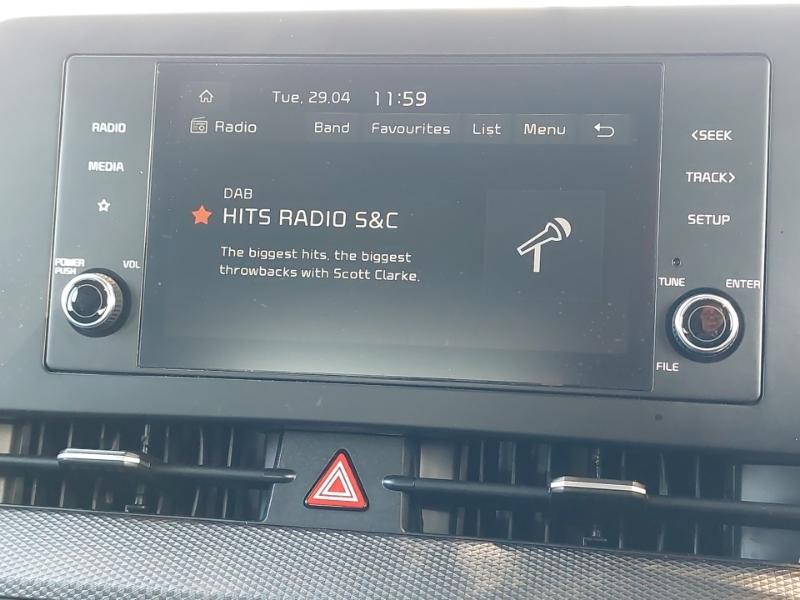 Tue, 29.04 11:59
Radio Band Favourites List Menu
RADIO
MEDIA
POWER
PUSH
VOL
DAB
HITS RADIO S&C
The biggest hits, the biggest
throwbacks with Scott Clarke.
<SEEK
TRACK>
SETUP
TUNE
ENTER
FILE